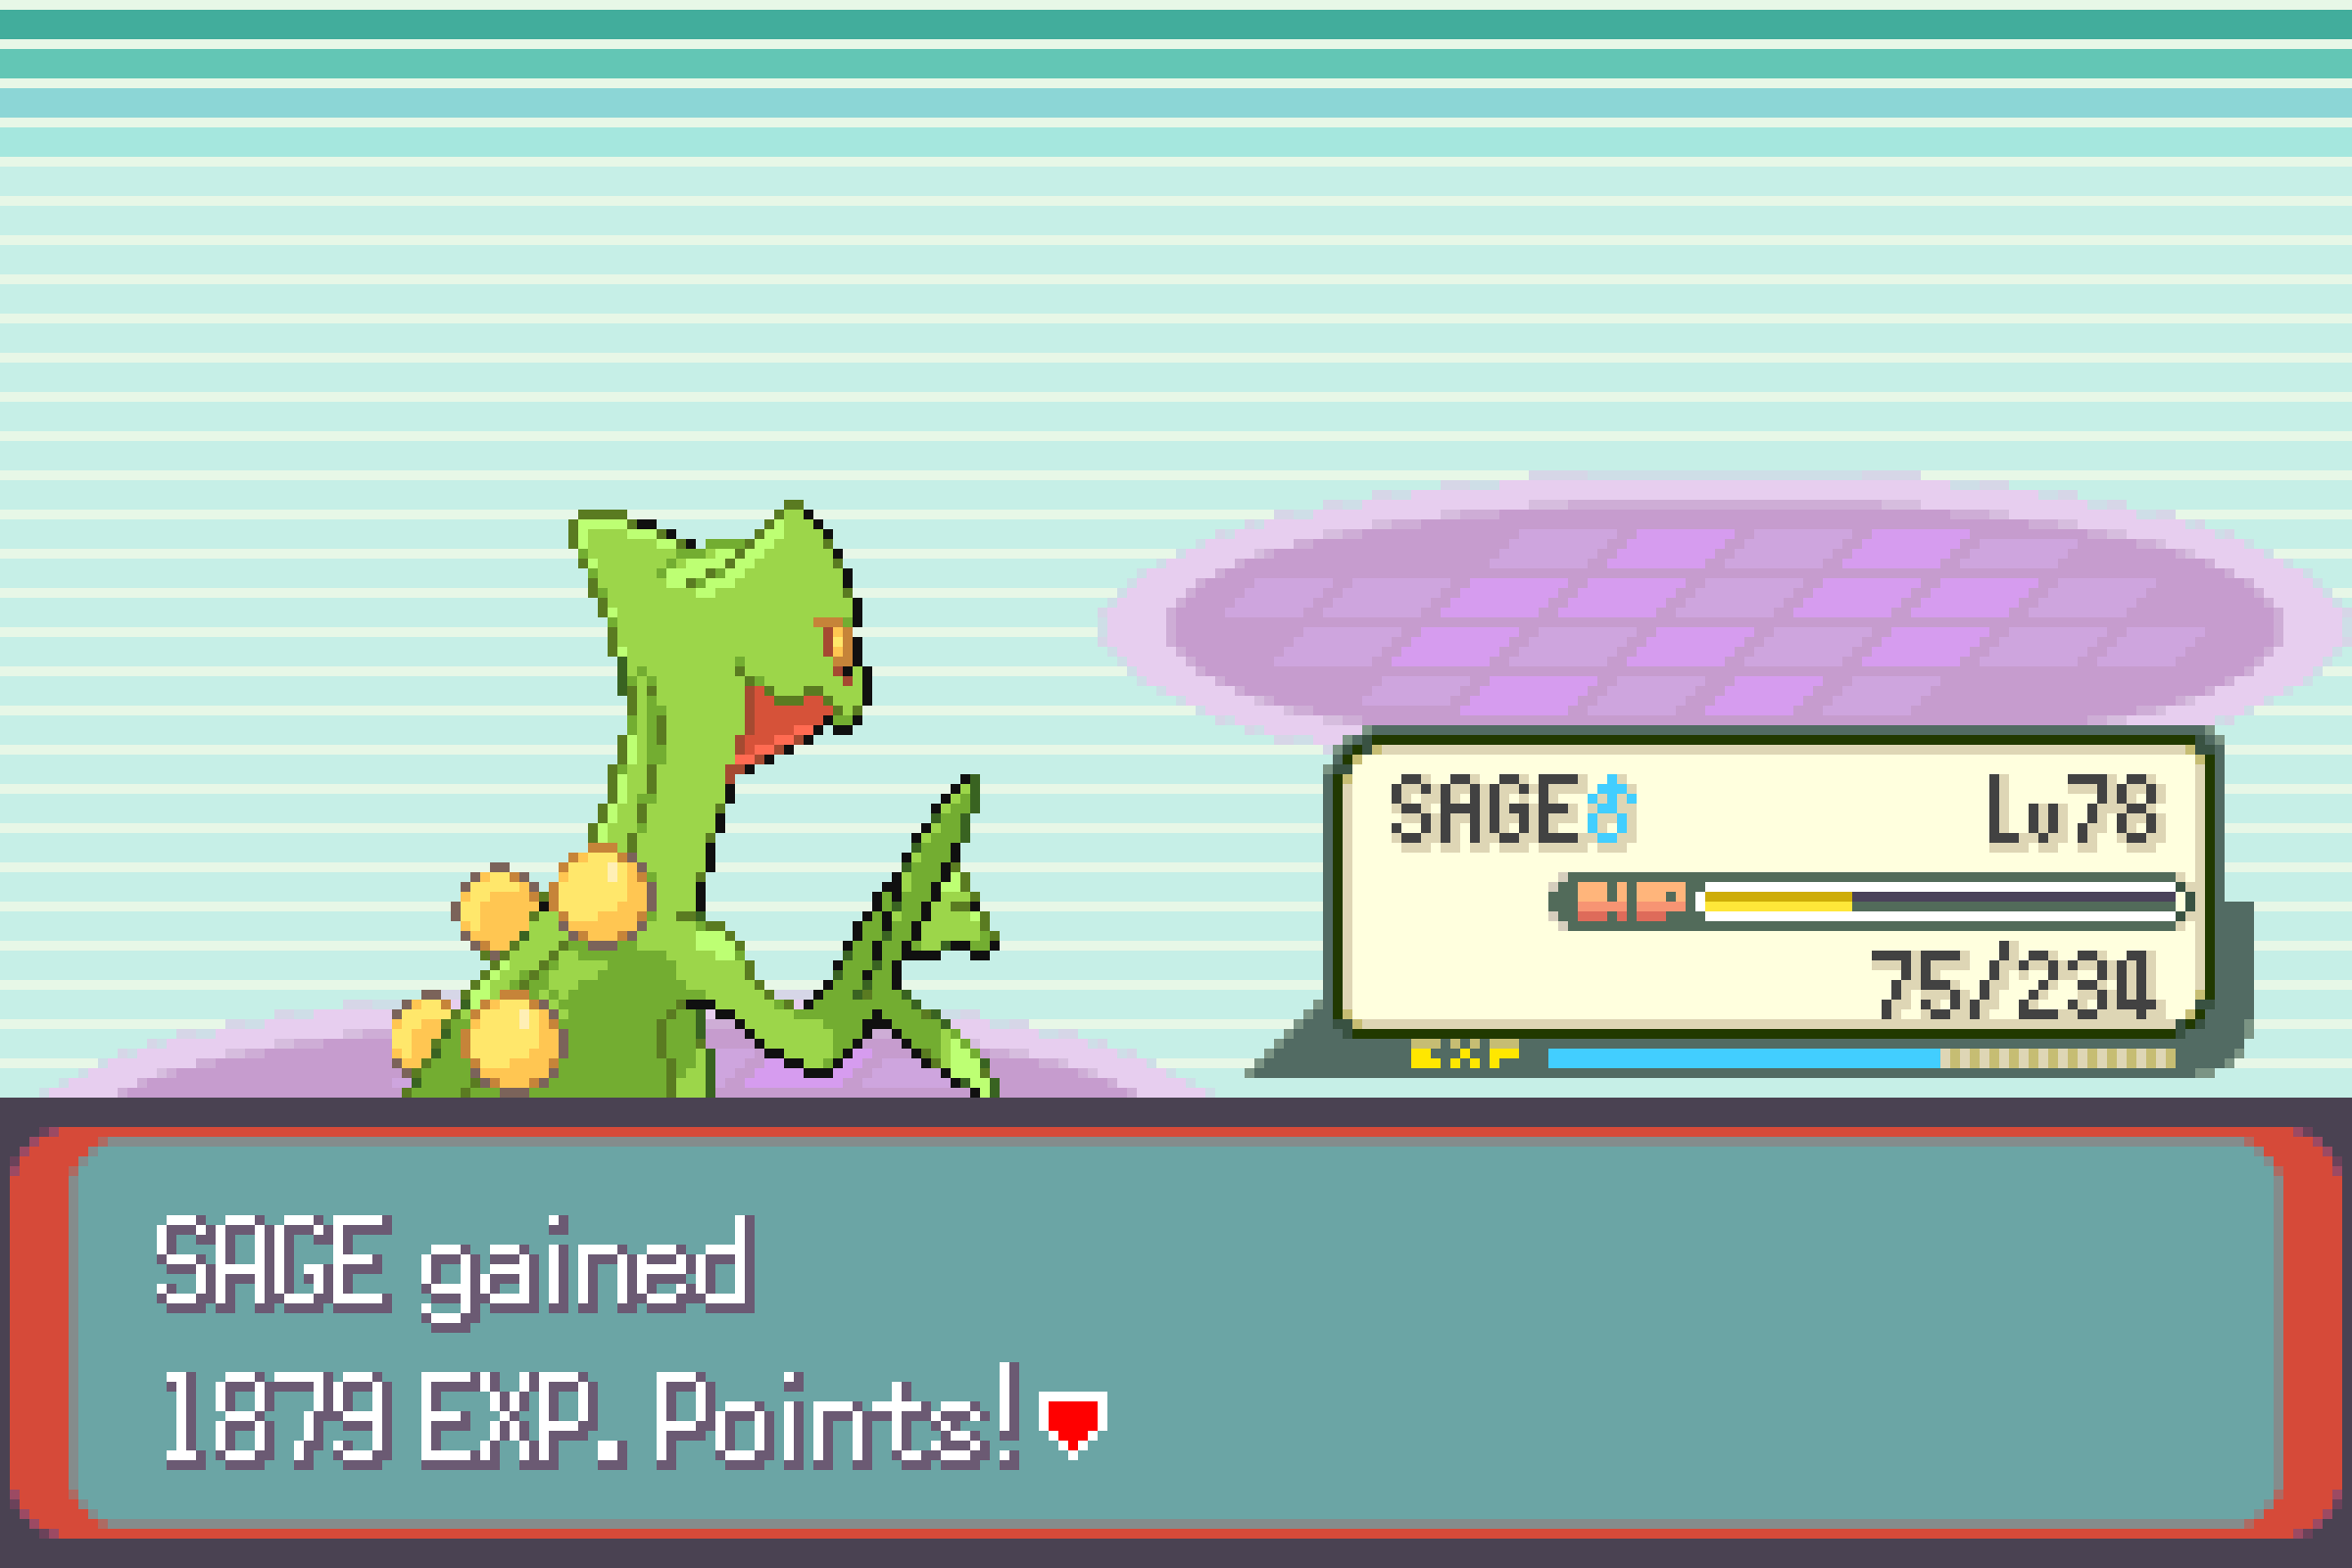 SAGE♂ Lv78
HP
75/234
EXP
SAGE gained
1879 EXP. Points!